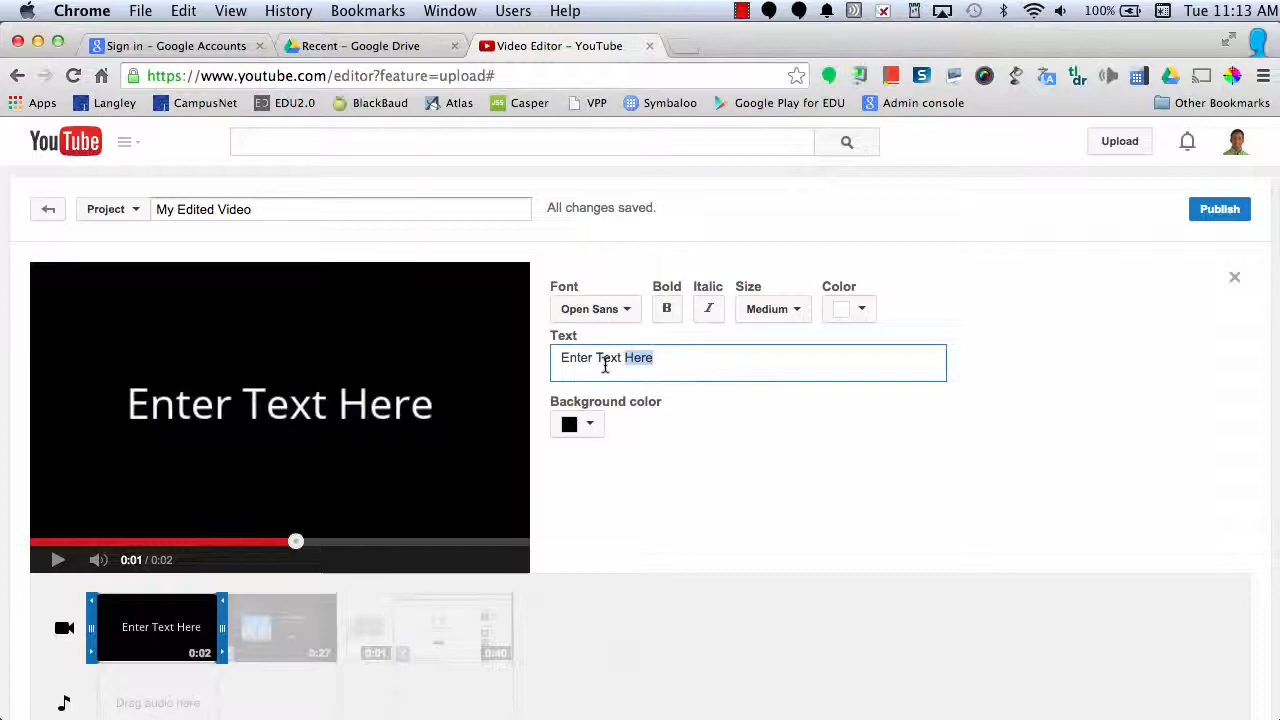 Chrome File Edit View History Bookmarks Window Users Help 100% Tue 11:13 AM
Sign in – Google Accounts Recent – Google Drive Video Editor – YouTube
https://www.youtube.com/editor?feature=upload#
Apps Langley CampusNet EDU2.0 BlackBaud Atlas Casper VPP Symbaloo Google Play for EDU Admin console Other Bookmarks
YouTube Upload
Project My Edited Video All changes saved. Publish
Font Bold Italic Size Color
Open Sans B I Medium
Text
Enter Text Here
Background color
Enter Text Here
0:01 / 0:02
Enter Text Here
0:02 0:27 0:01 0:40
Drag audio here